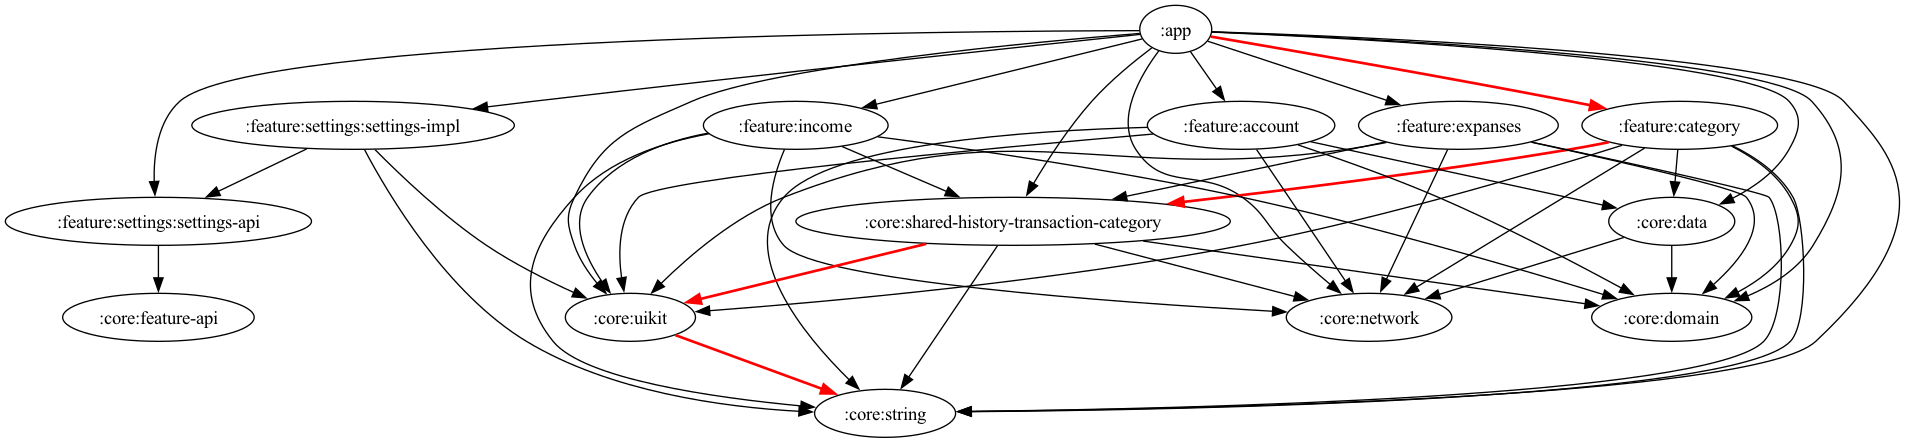 :app
:feature:settings:settings-impl
:feature:income
:feature:account
:feature:expanses
:feature:category
:feature:settings:settings-api
:core:shared-history-transaction-category
:core:data
:core:feature-api
:core:uikit
:core:network
:core:domain
:core:string